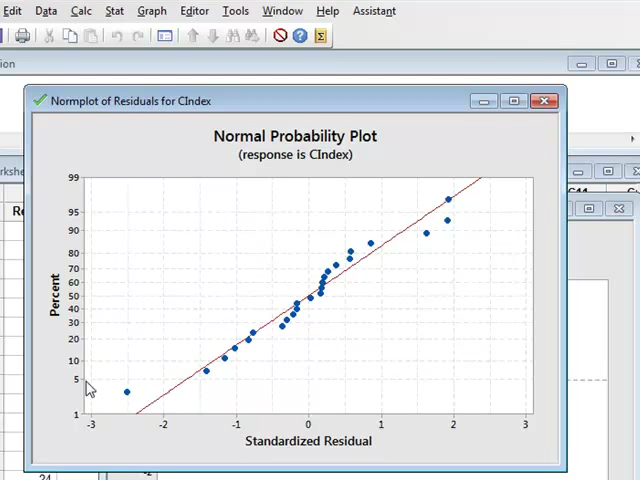 Edit Data Calc Stat Graph Editor Tools Window Help Assistant
Normplot of Residuals for CIndex
Normal Probability Plot
(response is CIndex)
99
95
90
80
70
60
50
40
30
20
10
5
1
Percent
-3 -2 -1 0 1 2 3
Standardized Residual
24
-2